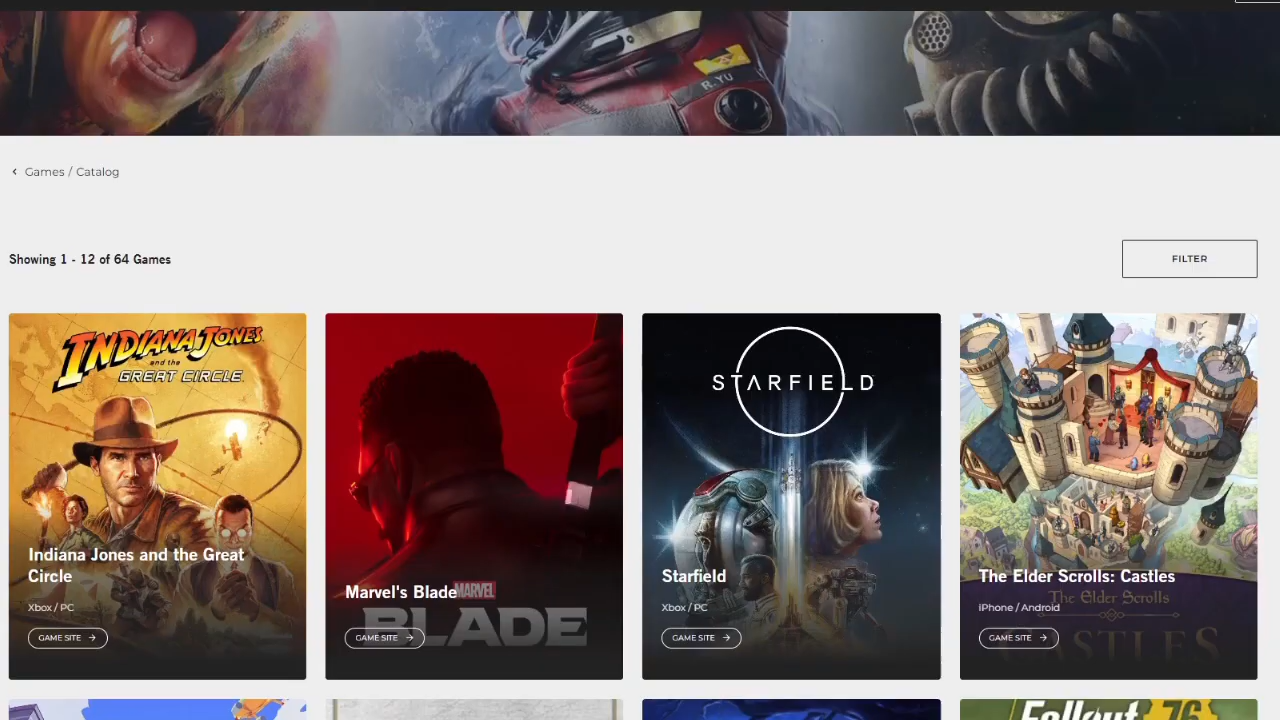 R.YU
Games / Catalog
Showing 1 - 12 of 64 Games
FILTER
INDIANA JONES
and the
GREAT CIRCLE
Indiana Jones and the Great
Circle
Xbox / PC
GAME SITE
Marvel's Blade
MARVEL
BLADE
GAME SITE
STARFIELD
Starfield
Xbox / PC
GAME SITE
The Elder Scrolls: Castles
The Elder Scrolls
iPhone / Android
CASTLES
GAME SITE
Fallout 76